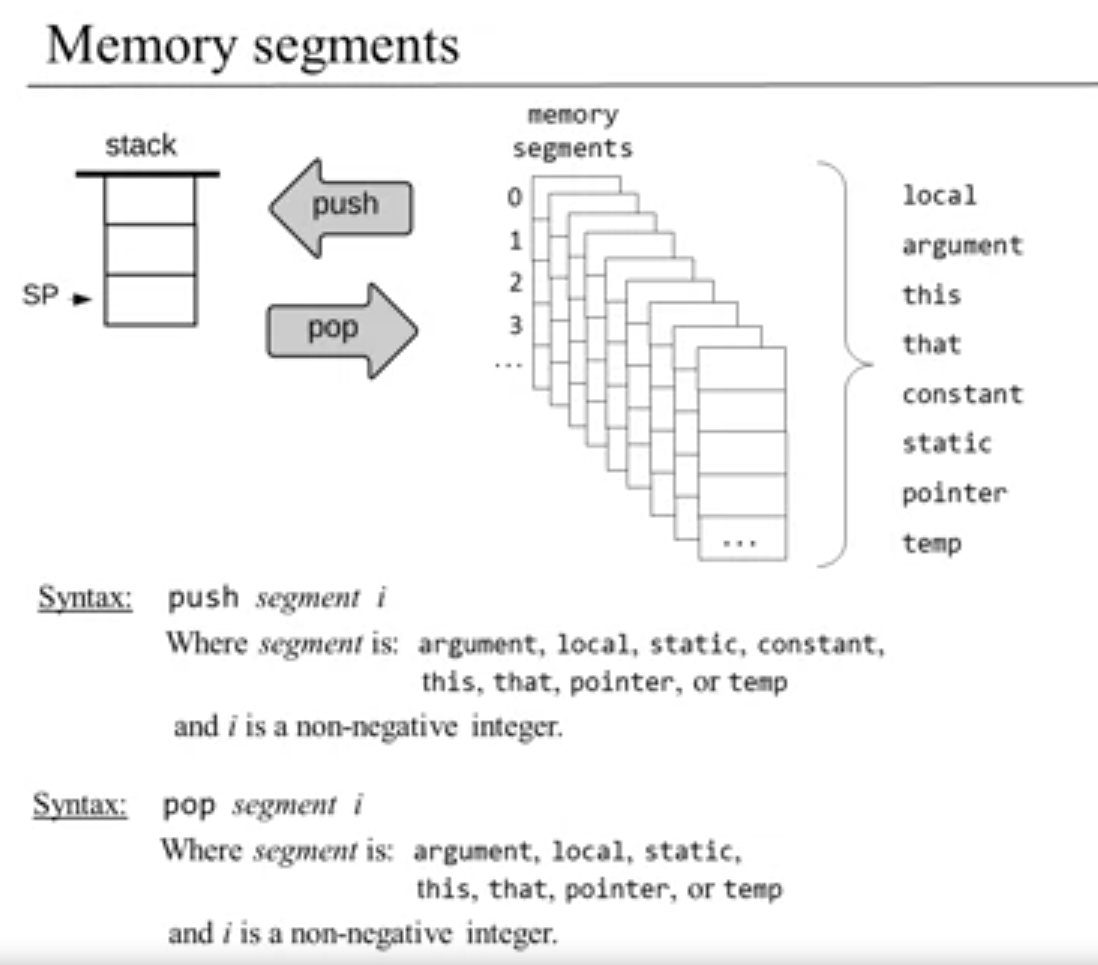 Memory segments
stack
SP
push
pop
memory
segments
0
1
2
3
...
...
local
argument
this
that
constant
static
pointer
temp
Syntax: push segment i
Where segment is: argument, local, static, constant,
this, that, pointer, or temp
and i is a non-negative integer.
Syntax: pop segment i
Where segment is: argument, local, static,
this, that, pointer, or temp
and i is a non-negative integer.